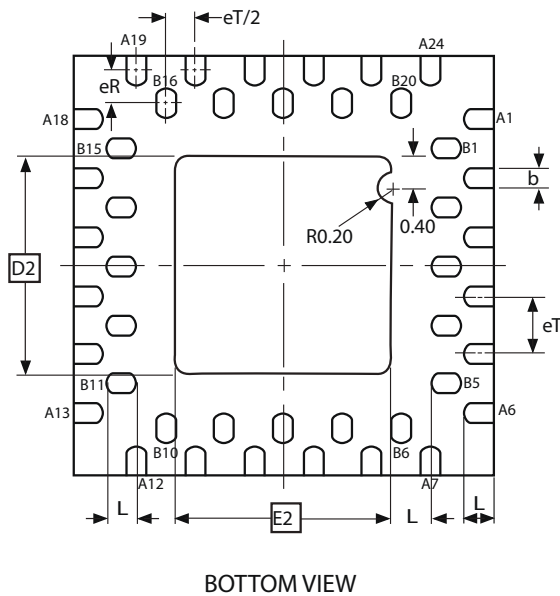 eT/2
A19
A24
eR
B16
B20
A18
A1
B15
B1
b
R0.20
0.40
D2
eT
B11
B5
A13
A6
B10
B6
A12
A7
L
E2
L
L
BOTTOM VIEW